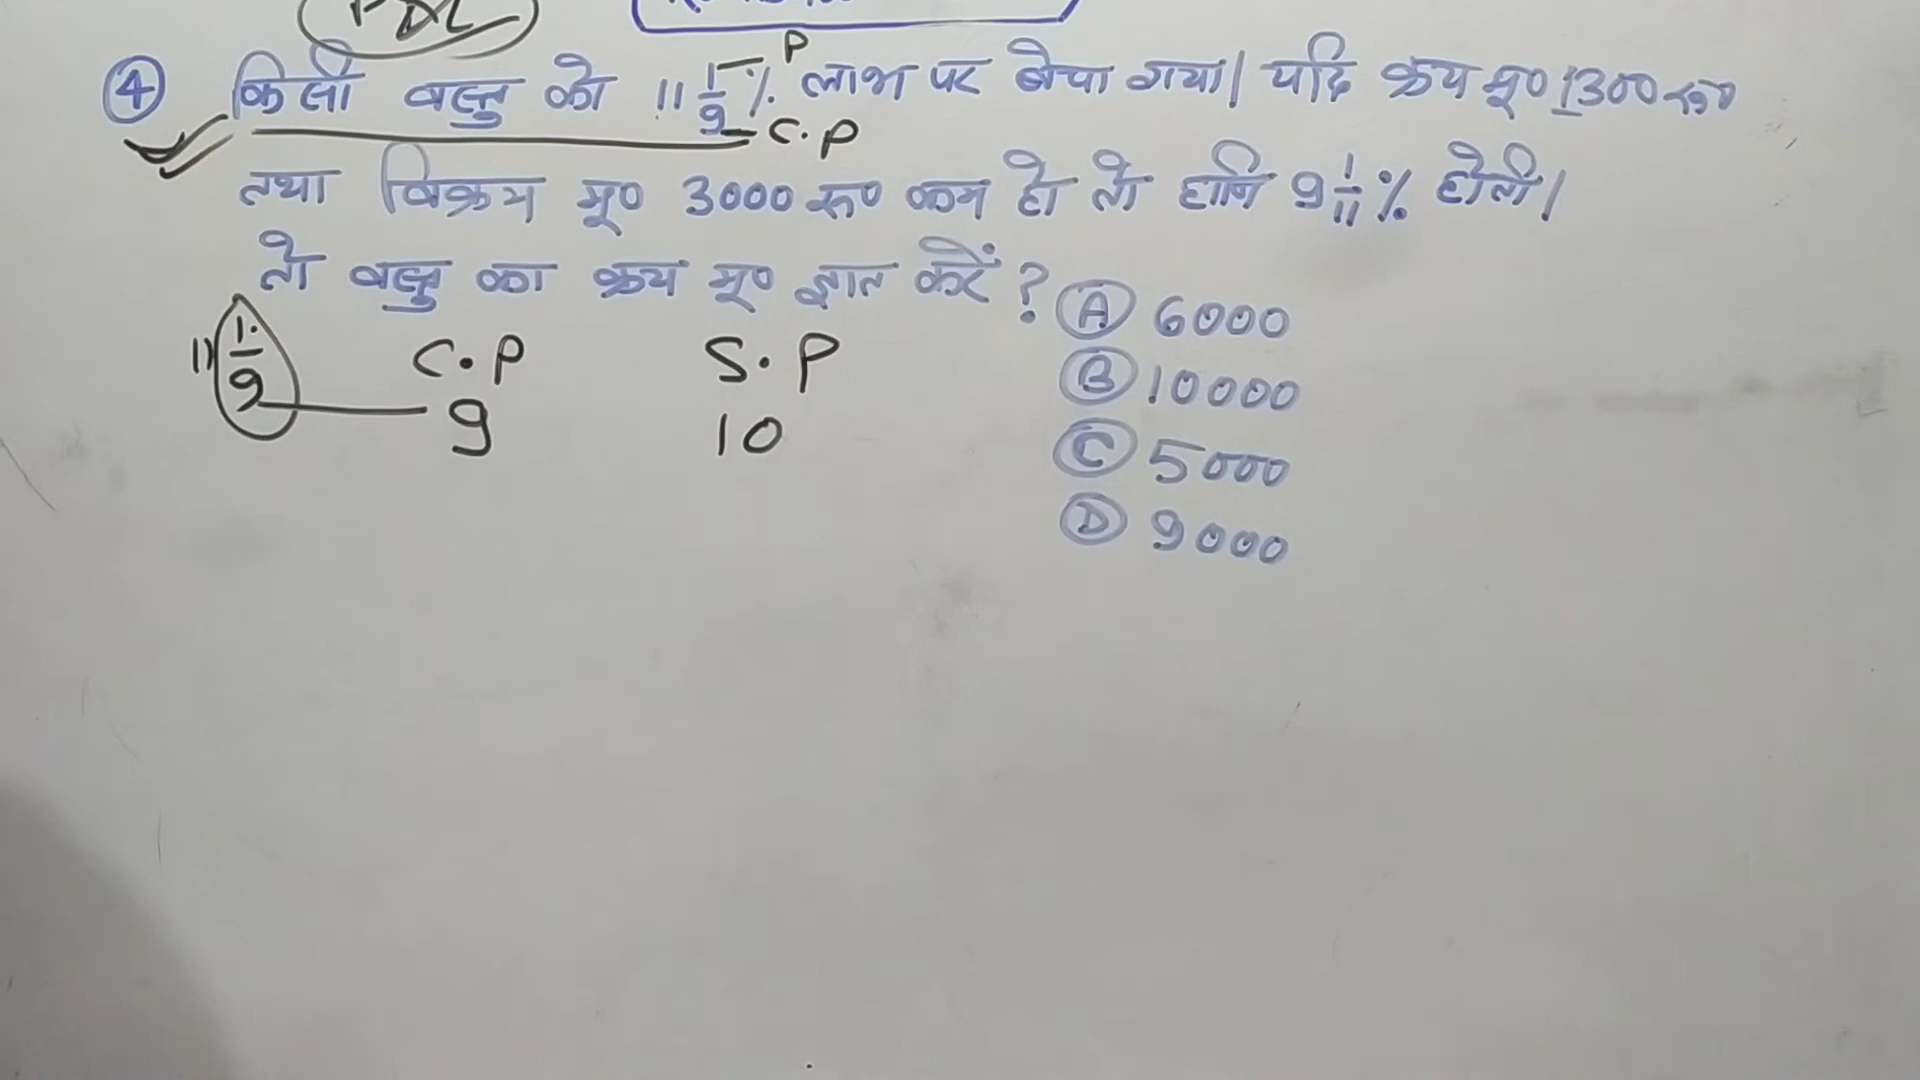 ④ किसी वस्तु को 11 1/9 % लाभ पर बेचा गया। यदि क्रय मू० 1300 रु०
P
C.P
तथा विक्रय मू० 3000 रु० कम हो तो हानि 9 1/11 % होती।
तो वस्तु का क्रय मू० ज्ञात करें ?
Ⓐ 6000
Ⓑ 10000
Ⓒ 5000
Ⓓ 9000
11 1/9 C.P S.P
9 10